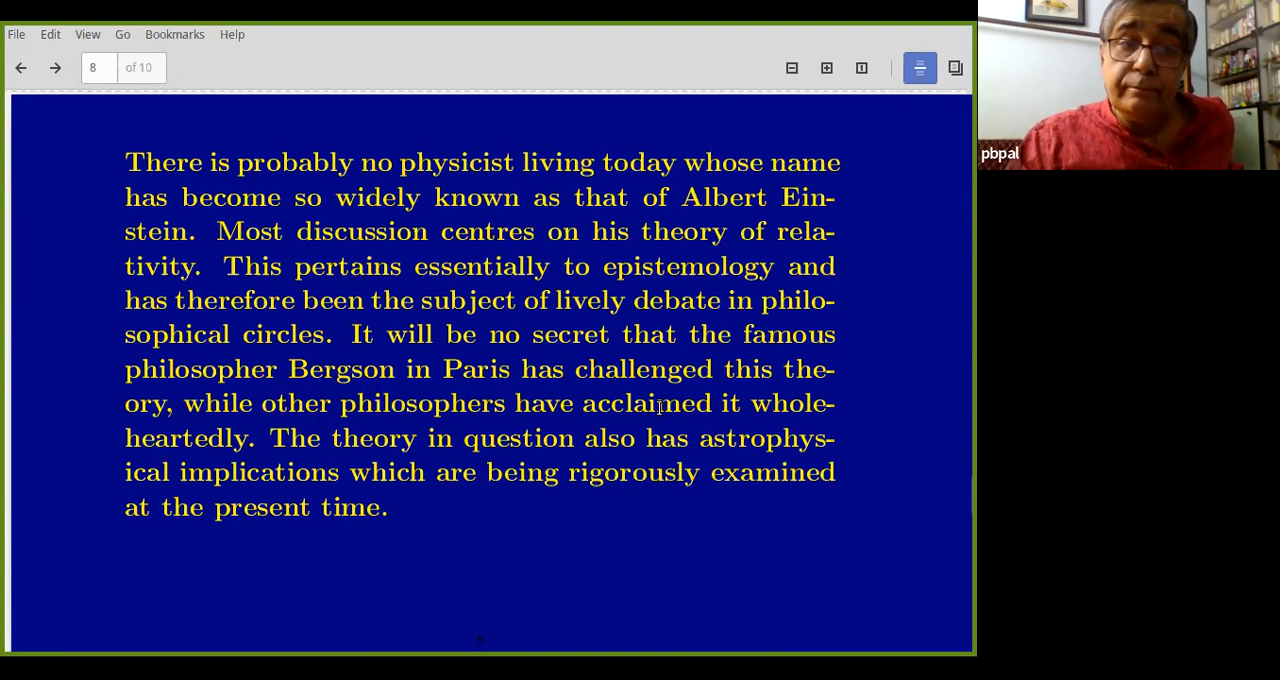 File Edit View Go Bookmarks Help
8 of 10
pbpal
There is probably no physicist living today whose name
has become so widely known as that of Albert Ein-
stein. Most discussion centres on his theory of rela-
tivity. This pertains essentially to epistemology and
has therefore been the subject of lively debate in philo-
sophical circles. It will be no secret that the famous
philosopher Bergson in Paris has challenged this the-
ory, while other philosophers have acclaimed it whole-
heartedly. The theory in question also has astrophys-
ical implications which are being rigorously examined
at the present time.